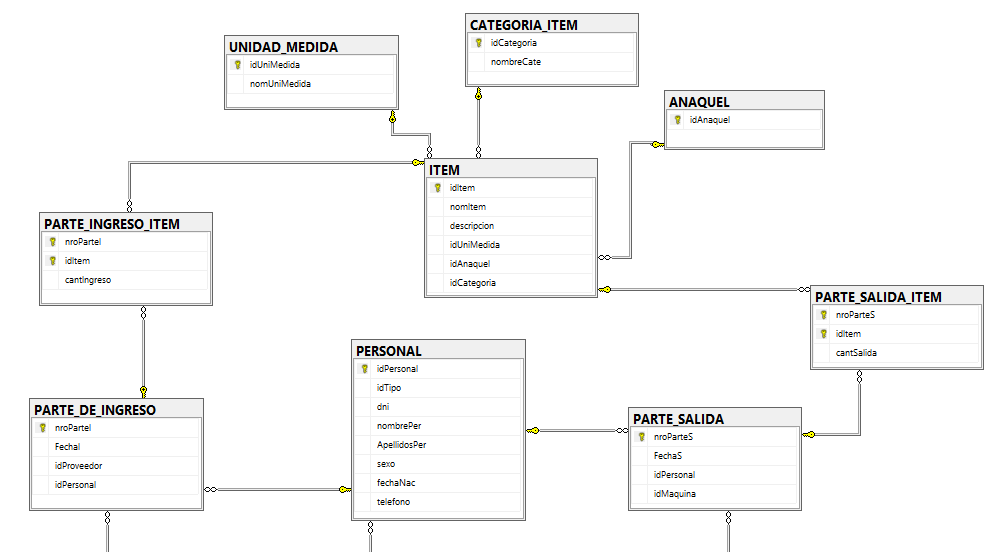 CATEGORIA_ITEM
idCategoria
nombreCate
UNIDAD_MEDIDA
idUniMedida
nomUniMedida
ANAQUEL
idAnaquel
ITEM
idItem
nomItem
descripcion
idUniMedida
idAnaquel
idCategoria
PARTE_INGRESO_ITEM
nroParteI
idItem
cantIngreso
PARTE_SALIDA_ITEM
nroParteS
idItem
cantSalida
PERSONAL
idPersonal
idTipo
dni
nombrePer
ApellidosPer
sexo
fechaNac
telefono
PARTE_DE_INGRESO
nroParteI
FechaI
idProveedor
idPersonal
PARTE_SALIDA
nroParteS
FechaS
idPersonal
idMaquina